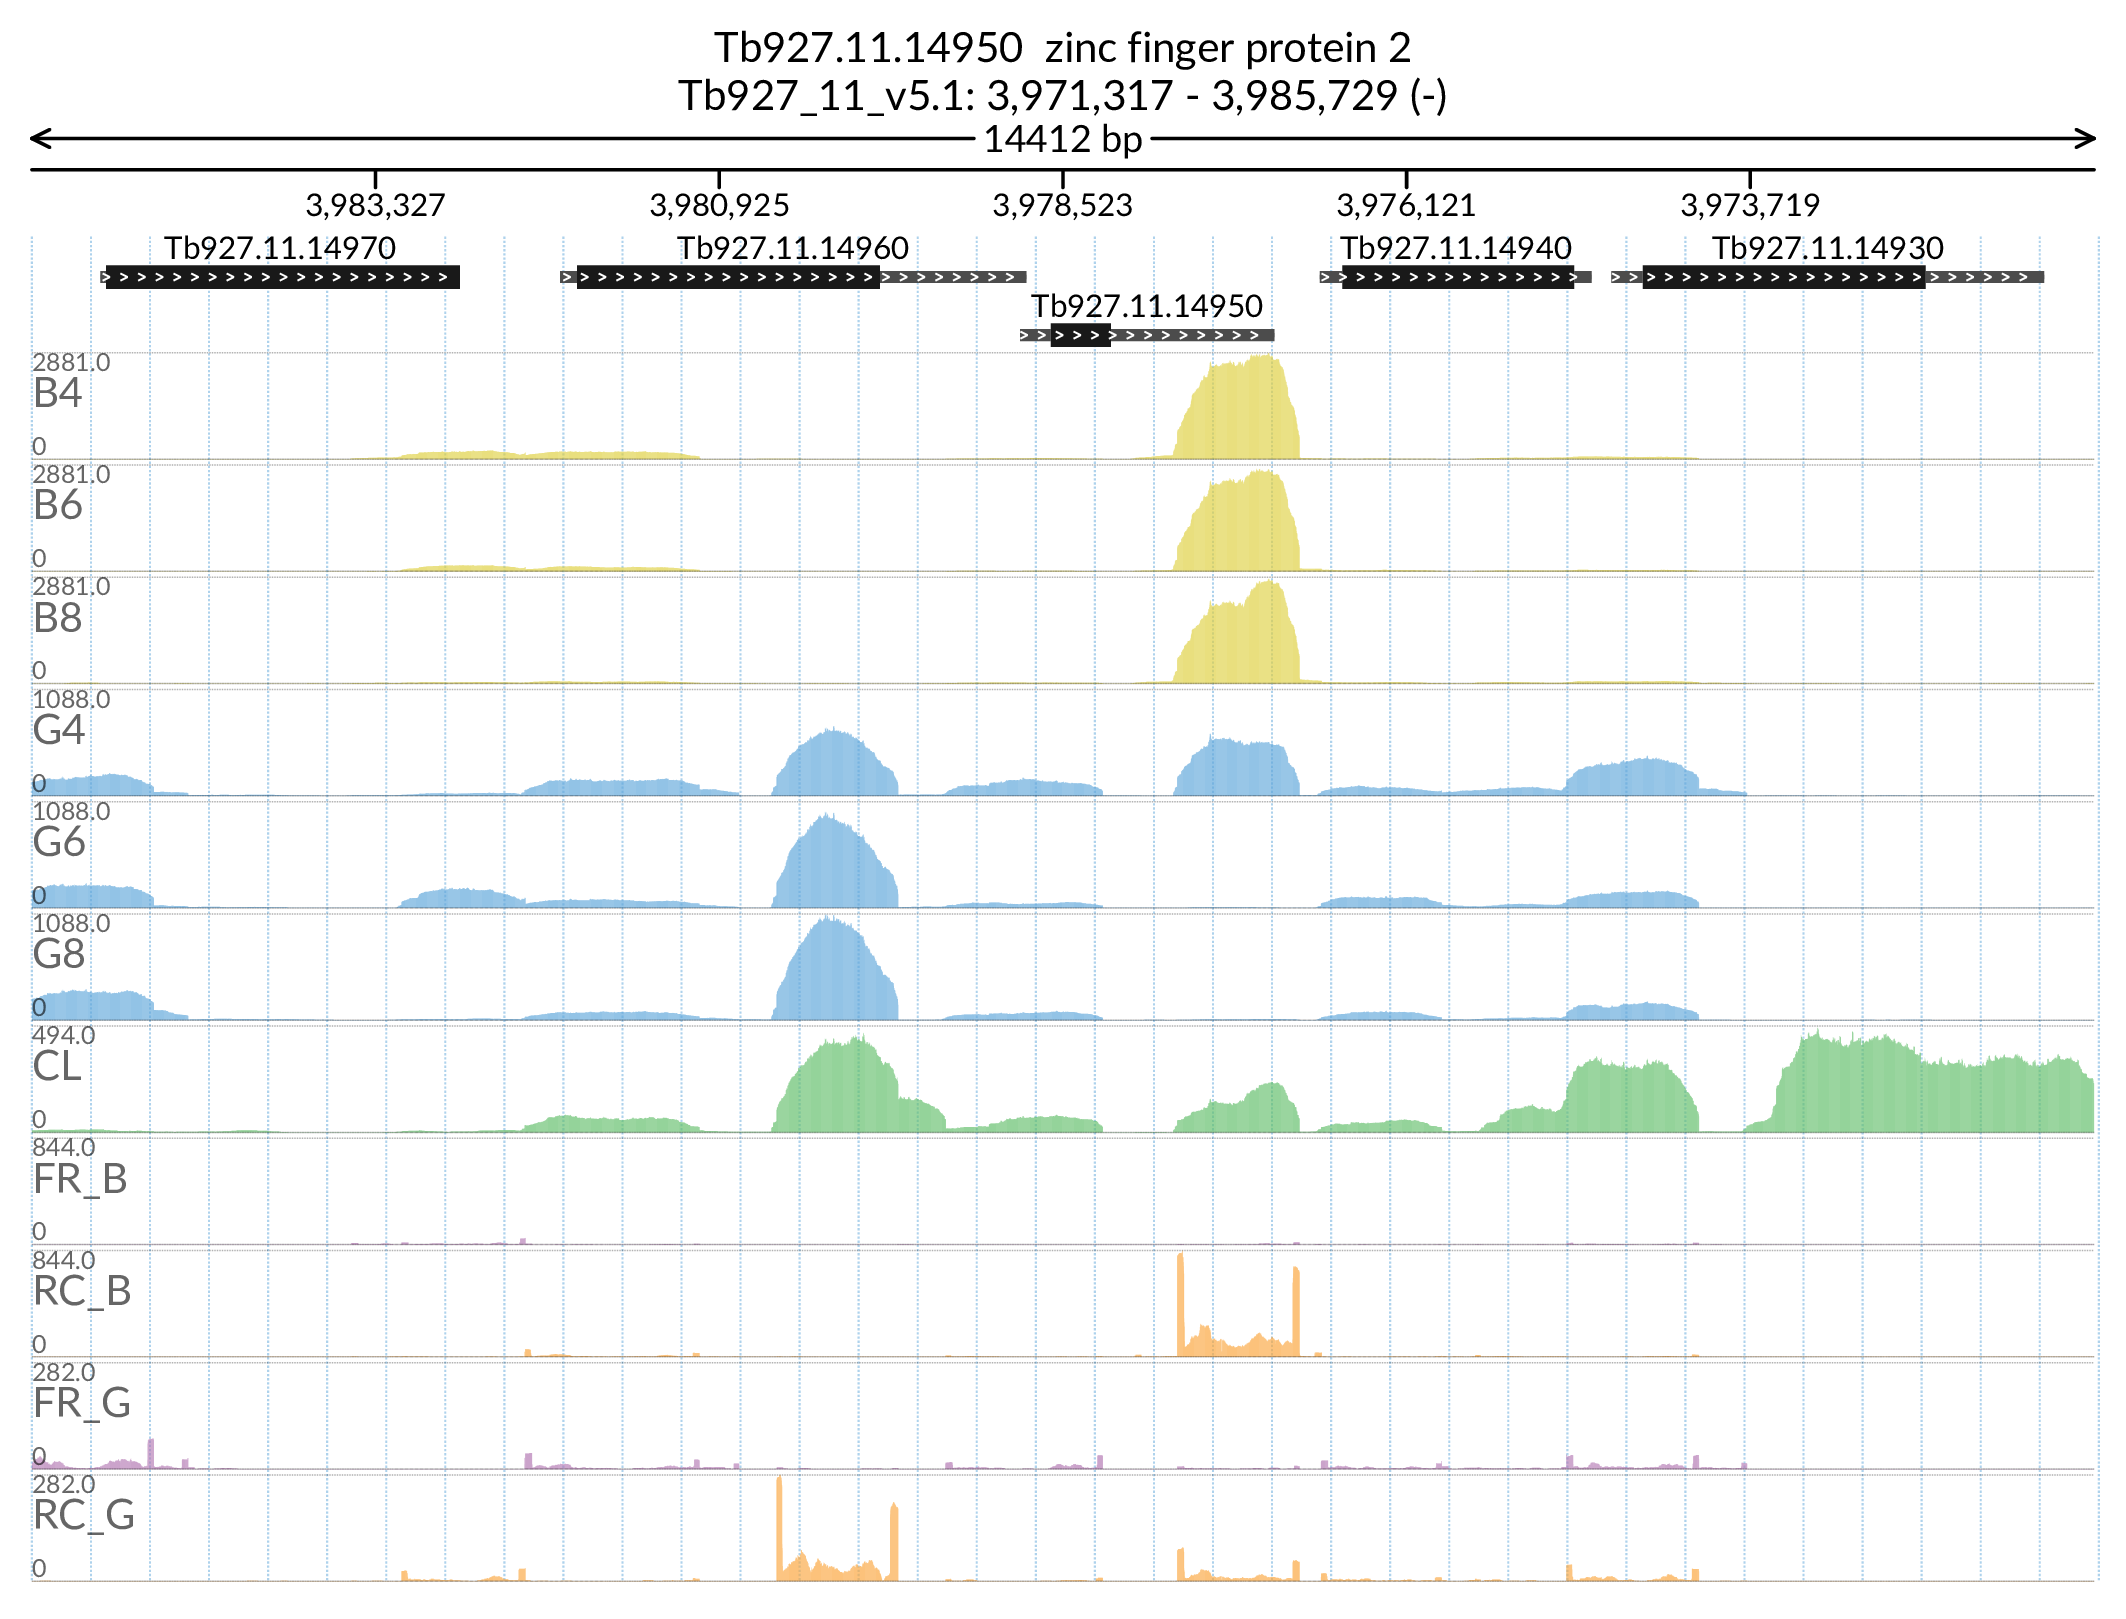 Tb927.11.14950 zinc finger protein 2
Tb927_11_v5.1: 3,971,317 - 3,985,729 (-)
14412 bp
3,983,327 3,980,925 3,978,523 3,976,121 3,973,719
Tb927.11.14970 Tb927.11.14960 Tb927.11.14940 Tb927.11.14930
Tb927.11.14950
2881.0
B4
0
2881.0
B6
0
2881.0
B8
0
1088.0
G4
0
1088.0
G6
0
1088.0
G8
0
494.0
CL
0
844.0
FR_B
0
844.0
RC_B
0
282.0
FR_G
0
282.0
RC_G
0